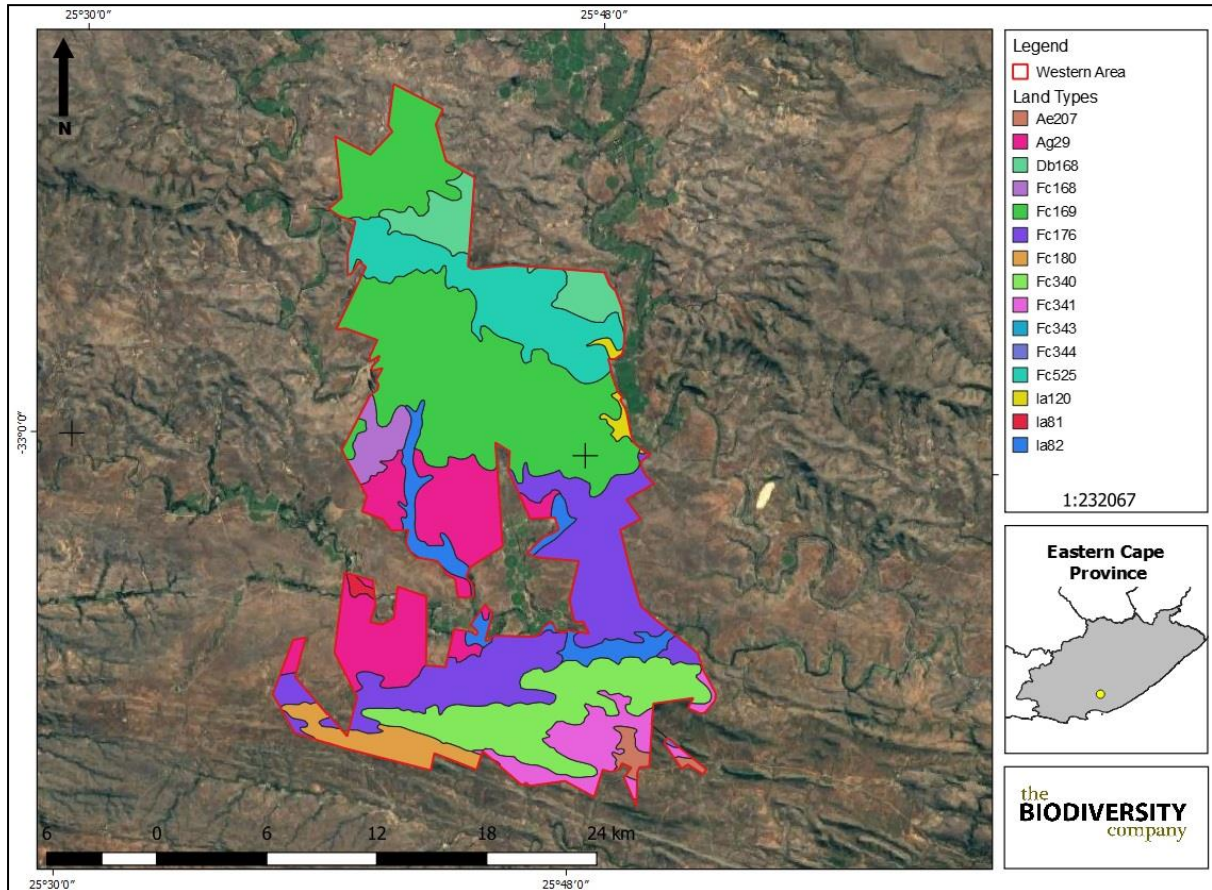 25°30'0"
25°48'0"
N
-33°0'0"
6 0 6 12 18 24 km
25°30'0"
25°48'0"
Legend
Western Area
Land Types
Ae207
Ag29
Db168
Fc168
Fc169
Fc176
Fc180
Fc340
Fc341
Fc343
Fc344
Fc525
Ia120
Ia81
Ia82
1:232067
Eastern Cape
Province
the
BIODIVERSITY
company